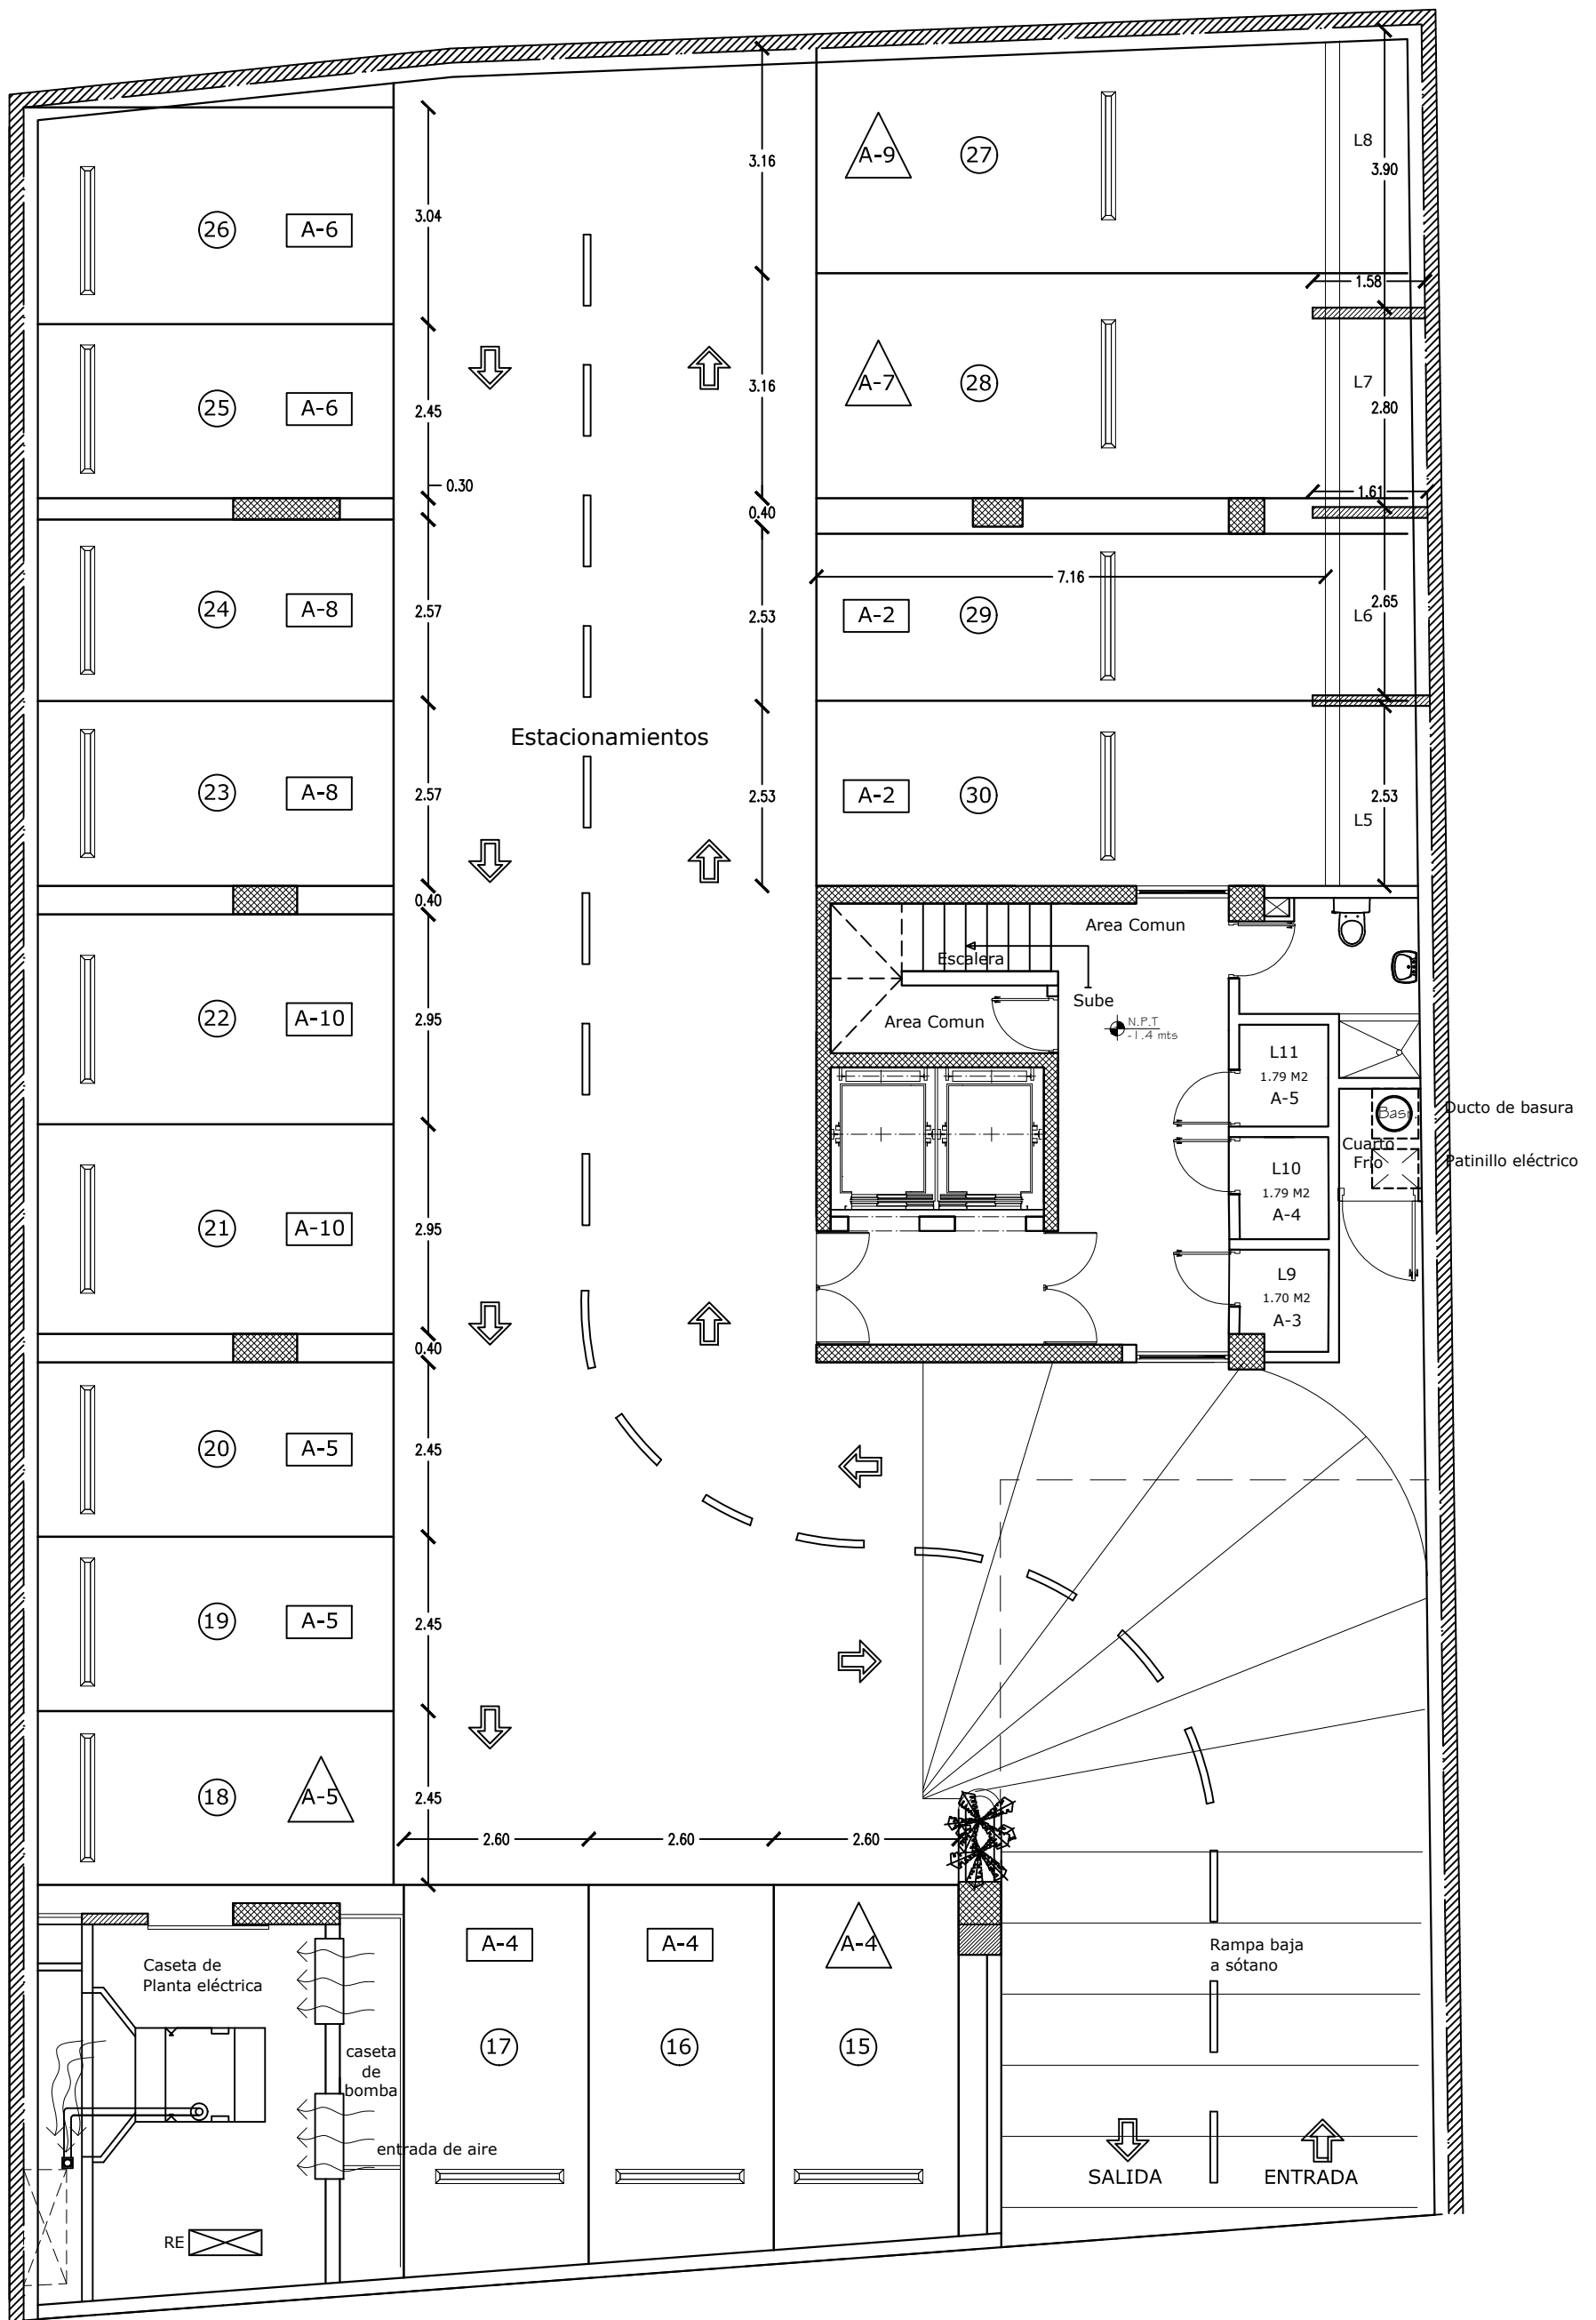 A-9
27
L8
3.90
3.16
3.04
26
A-6
1.58
A-7
28
L7
2.80
3.16
25
A-6
2.45
0.30
1.61
0.40
7.16
24
A-8
2.57
2.53
A-2
29
L6
2.65
Estacionamientos
23
A-8
2.57
2.53
A-2
30
L5
2.53
0.40
Area Comun
Escalera
Sube
Area Comun
N.P.T
-1.4 mts
22
A-10
2.95
L11
1.79 M2
A-5
Basr.
Ducto de basura
Cuarto
Frio
Patinillo eléctrico
L10
1.79 M2
A-4
21
A-10
2.95
L9
1.70 M2
A-3
0.40
20
A-5
2.45
19
A-5
2.45
18
A-5
2.45
2.60
2.60
2.60
A-4
A-4
A-4
Rampa baja
a sótano
Caseta de
Planta eléctrica
17
16
15
caseta
de
bomba
entrada de aire
SALIDA
ENTRADA
RE